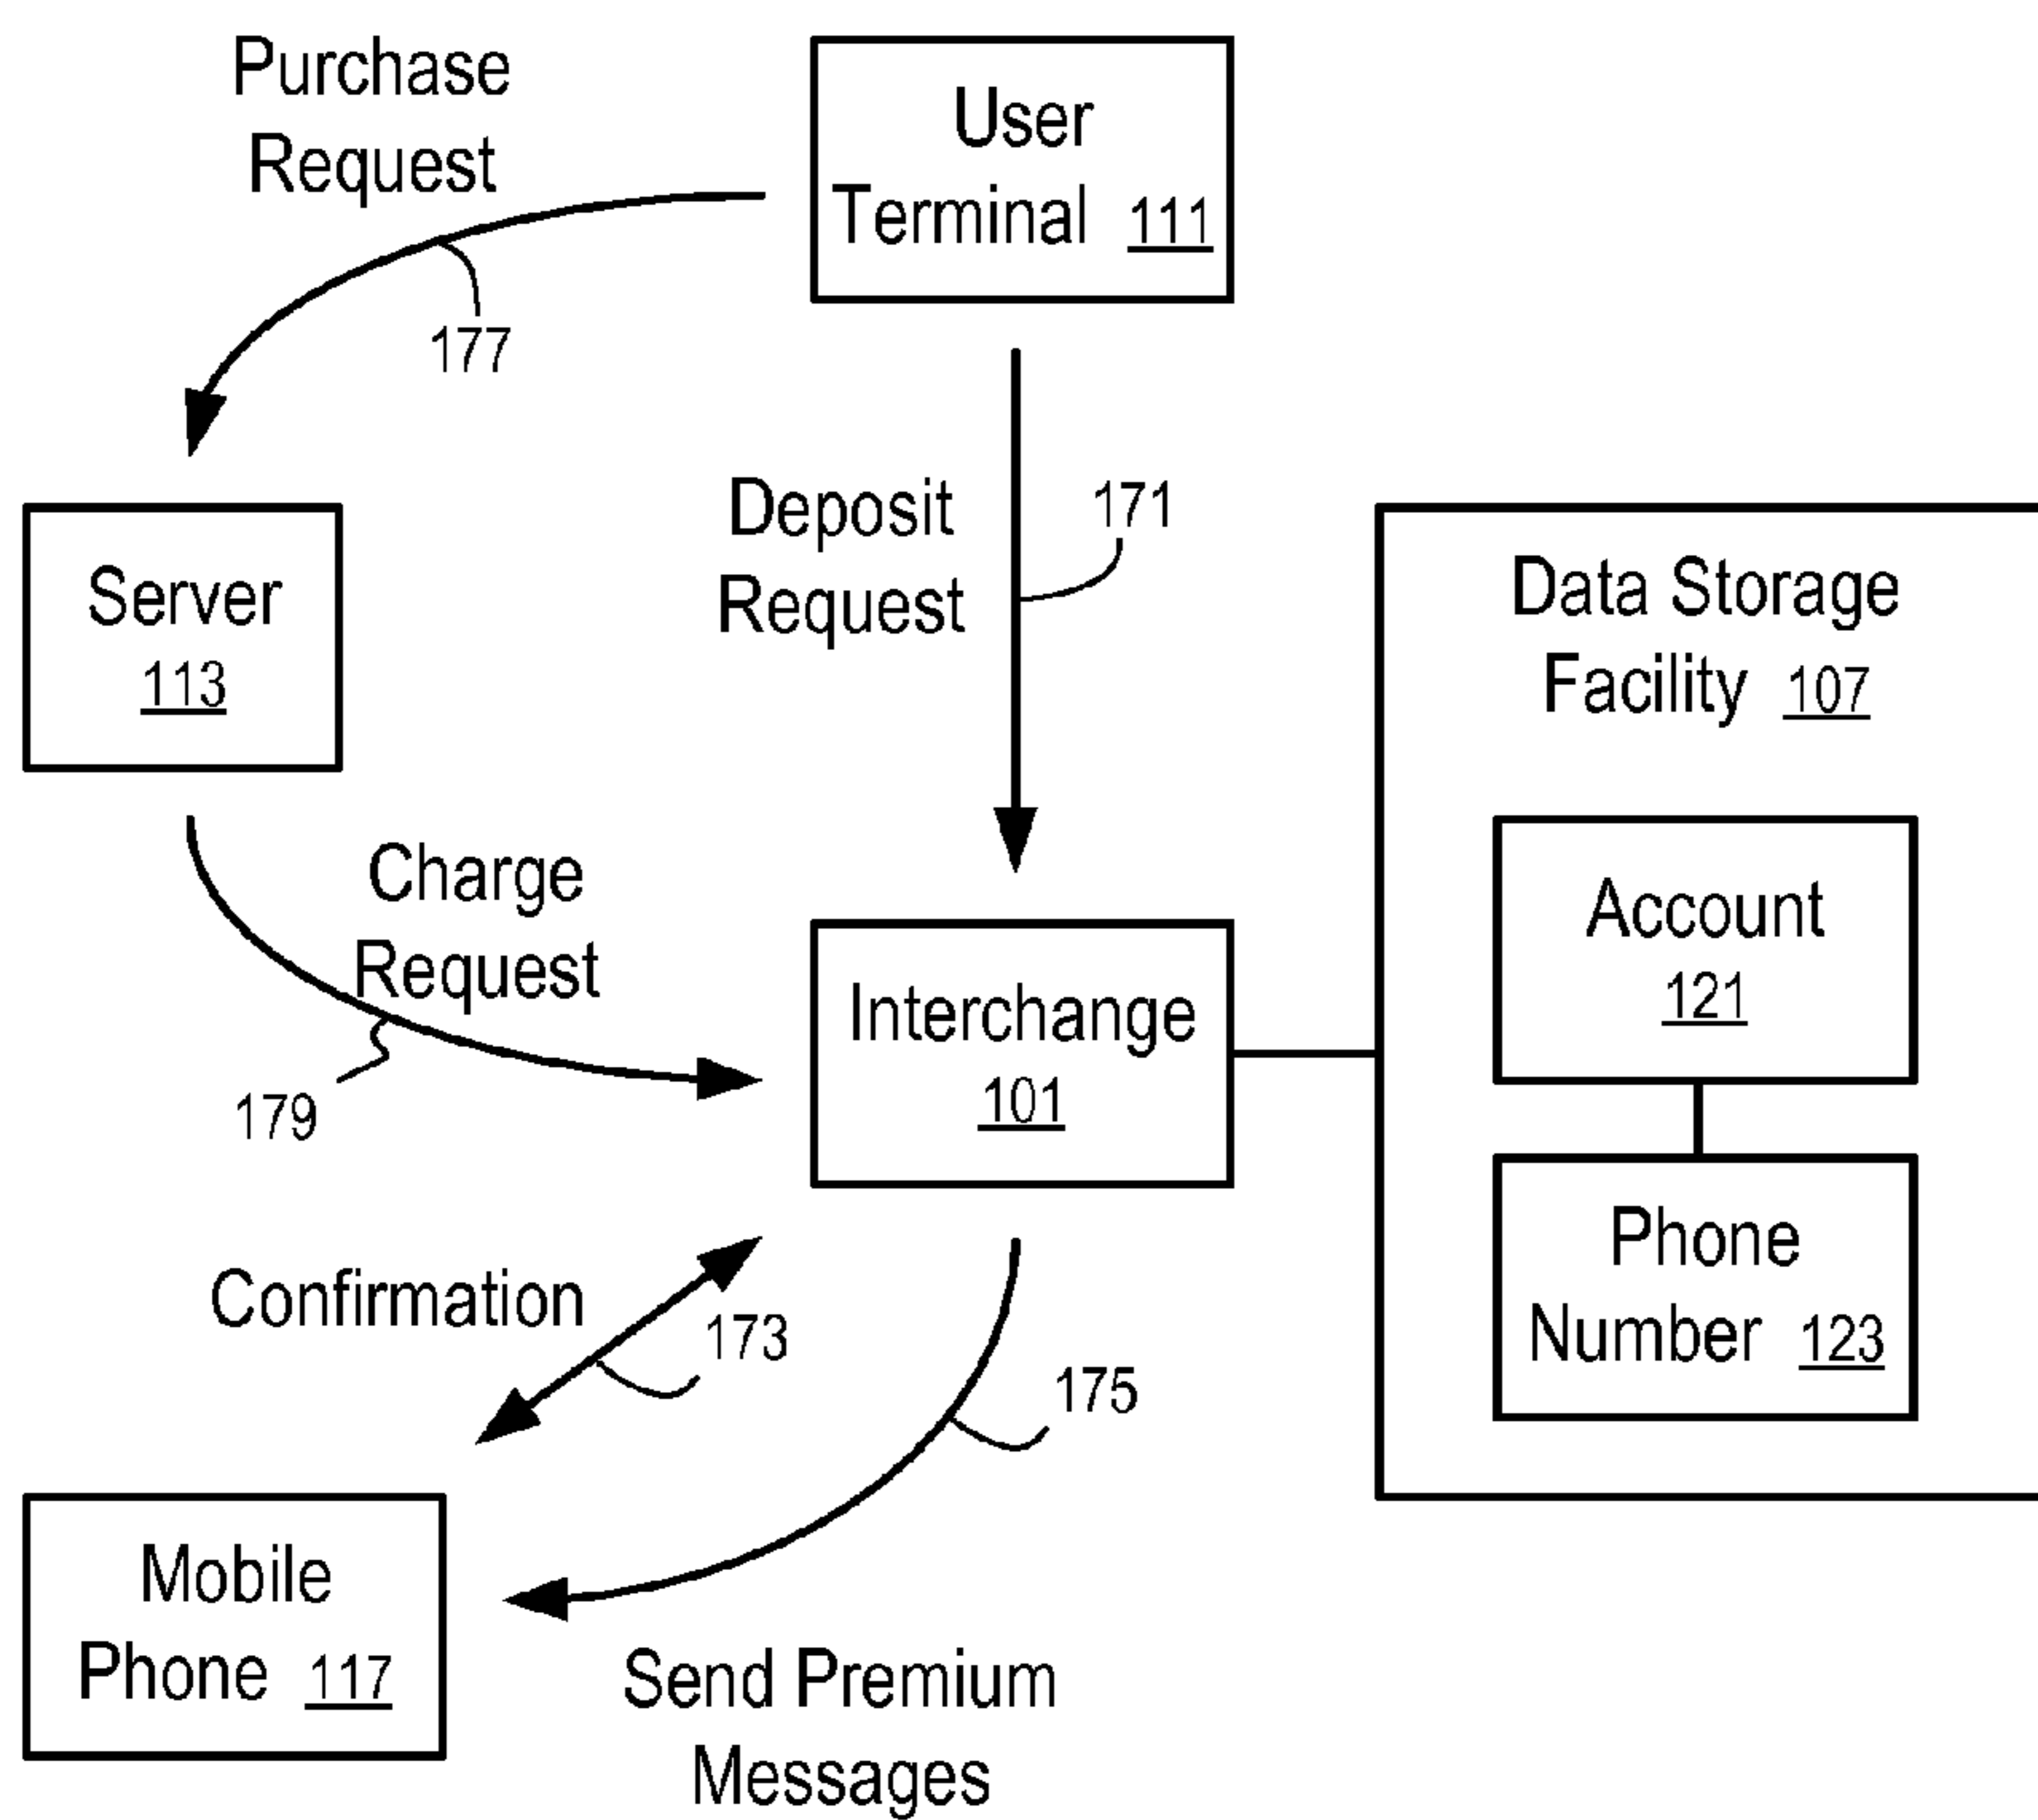 Purchase
Request
177
User
Terminal 111
Deposit
Request
171
Server
113
Data Storage
Facility 107
Charge
Request
179
Interchange
101
Account
121
Phone
Number 123
Confirmation
173
175
Mobile
Phone 117
Send Premium
Messages